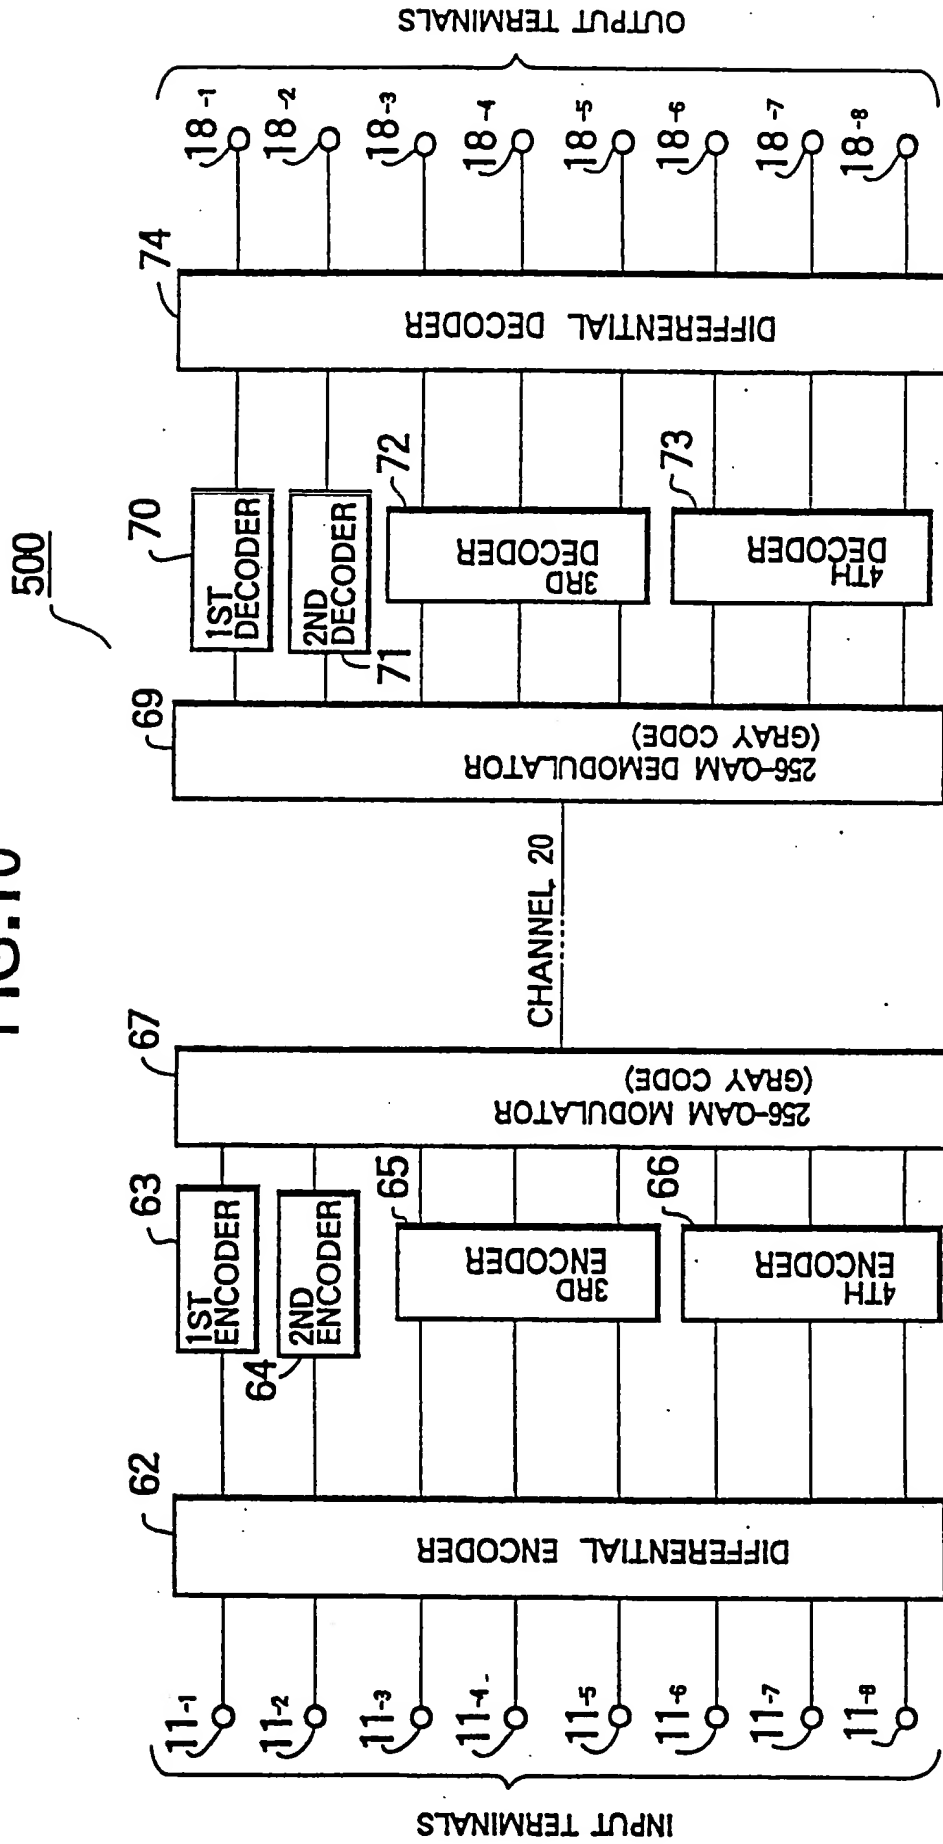 500
INPUT TERMINALS
11-1
11-2
11-3
11-4
11-5
11-6
11-7
11-8
62
DIFFERENTIAL ENCODER
63
1ST
ENCODER
64
2ND
ENCODER
65
3RD
ENCODER
66
4TH
ENCODER
67
256-QAM MODULATOR
(GRAY CODE)
CHANNEL 20
69
256-QAM DEMODULATOR
(GRAY CODE)
70
1ST
DECODER
71
2ND
DECODER
72
3RD
DECODER
73
4TH
DECODER
74
DIFFERENTIAL DECODER
18-1
18-2
18-3
18-4
18-5
18-6
18-7
18-8
OUTPUT TERMINALS